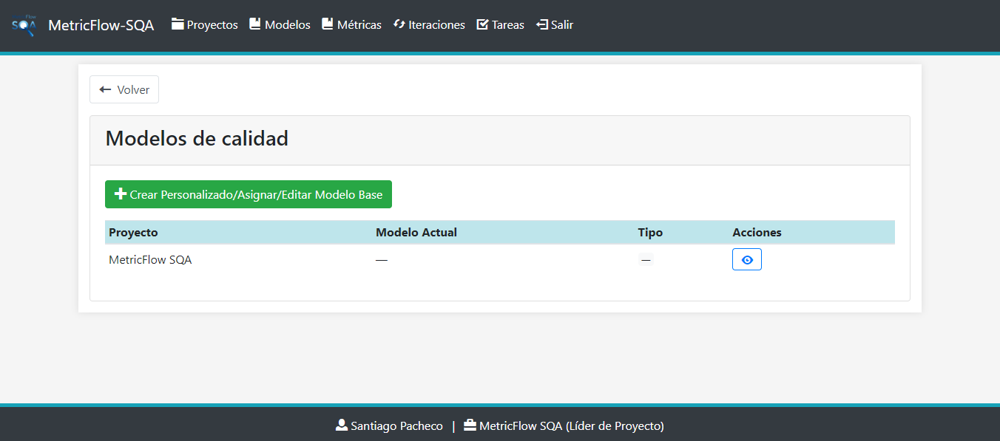 Flow
SQA
MetricFlow-SQA Proyectos Modelos Métricas Iteraciones Tareas Salir
Volver
Modelos de calidad
Crear Personalizado/Asignar/Editar Modelo Base
Proyecto Modelo Actual Tipo Acciones
MetricFlow SQA — —
Santiago Pacheco | MetricFlow SQA (Líder de Proyecto)